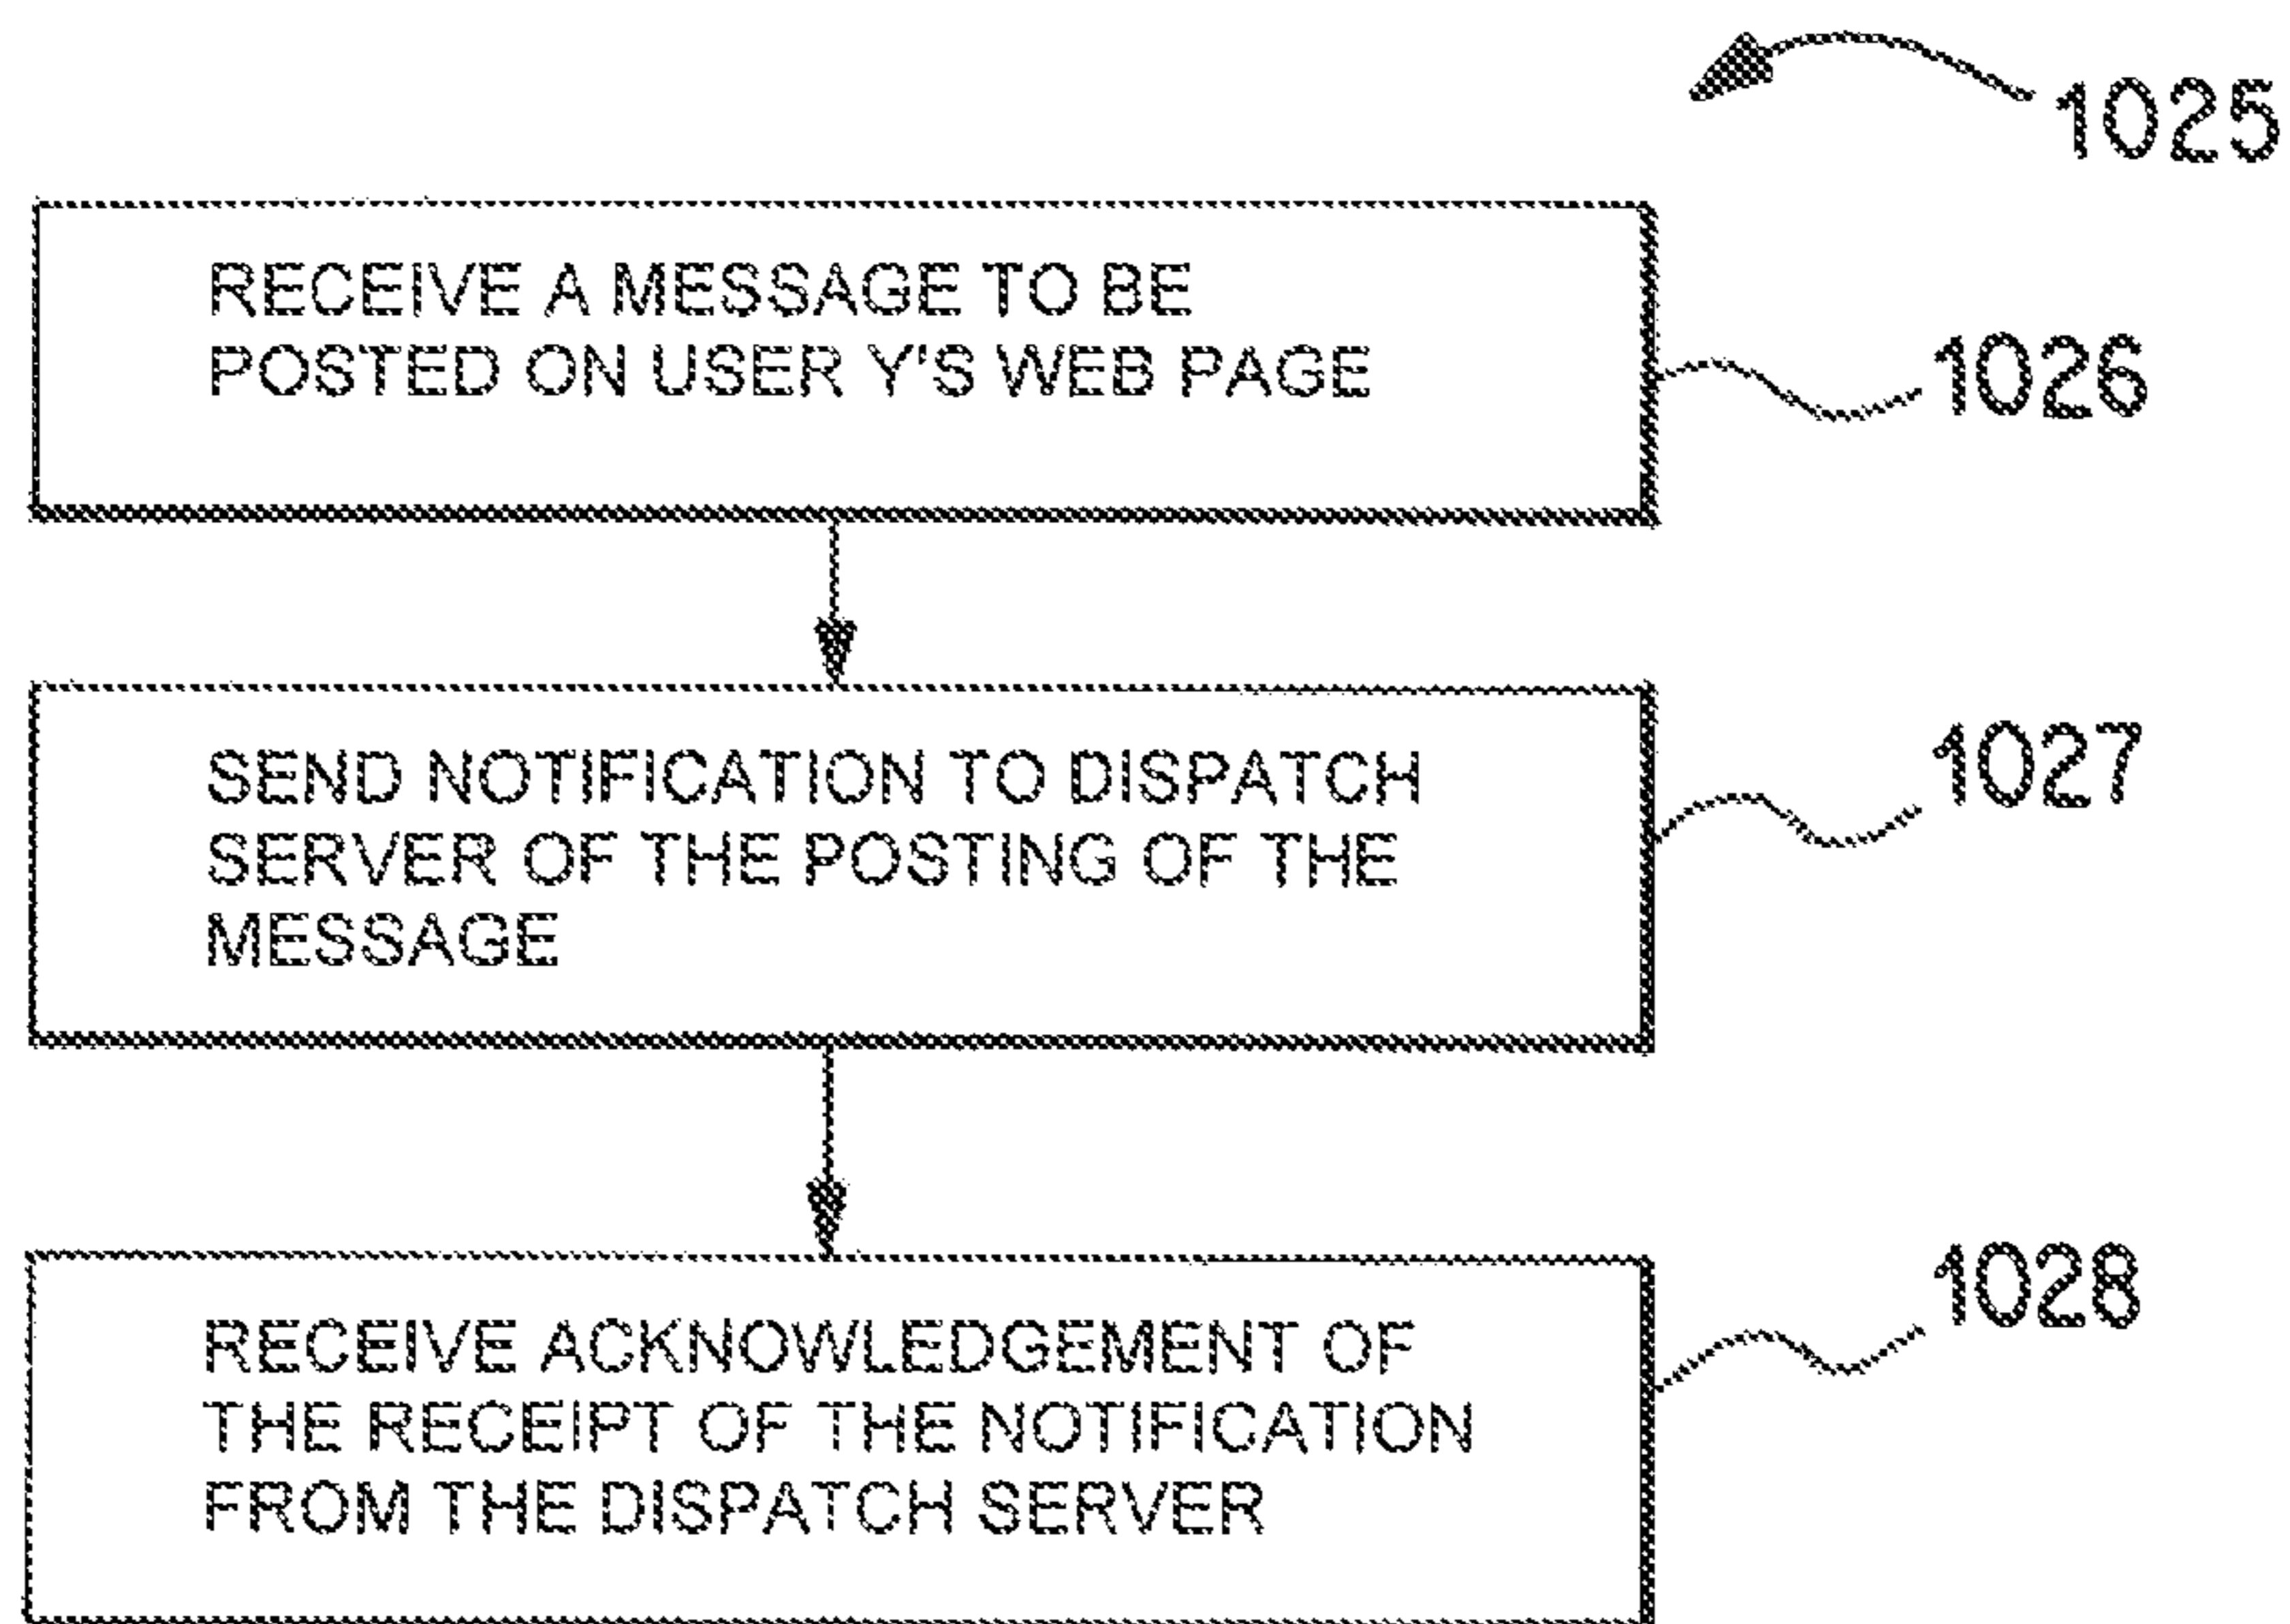 1025
RECEIVE A MESSAGE TO BE
POSTED ON USER Y'S WEB PAGE
1026
SEND NOTIFICATION TO DISPATCH
SERVER OF THE POSTING OF THE
MESSAGE
1027
RECEIVE ACKNOWLEDGEMENT OF
THE RECEIPT OF THE NOTIFICATION
FROM THE DISPATCH SERVER
1028